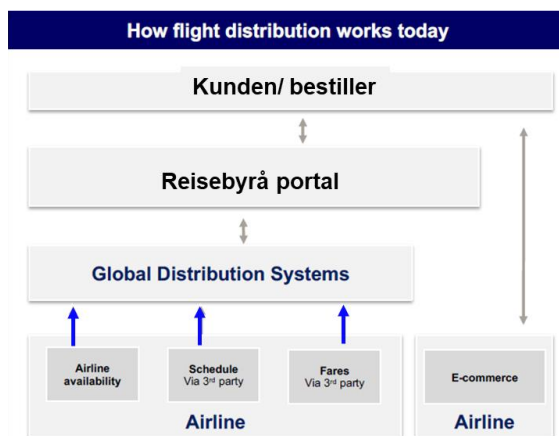 How flight distribution works today
Kunden/ bestiller
Reisebyrå portal
Global Distribution Systems
Airline
availability
Schedule
Via 3rd party
Fares
Via 3rd party
E-commerce
Airline
Airline